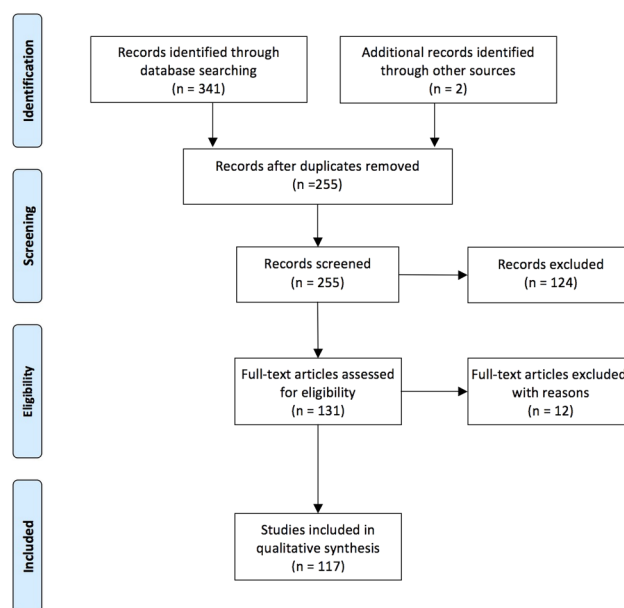 Identification
Records identified through
database searching
(n = 341)
Additional records identified
through other sources
(n = 2)
Records after duplicates removed
(n =255)
Screening
Records screened
(n = 255)
Records excluded
(n = 124)
Eligibility
Full-text articles assessed
for eligibility
(n = 131)
Full-text articles excluded
with reasons
(n = 12)
Included
Studies included in
qualitative synthesis
(n = 117)